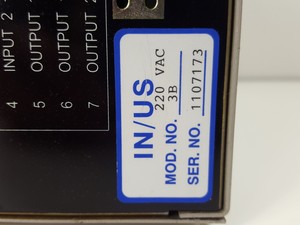 4 INPUT 2
5 OUTPUT
6 OUTPUT
7 OUTPUT 2
IN/US
220 VAC
MOD. NO. 3B
SER. NO. 1107173